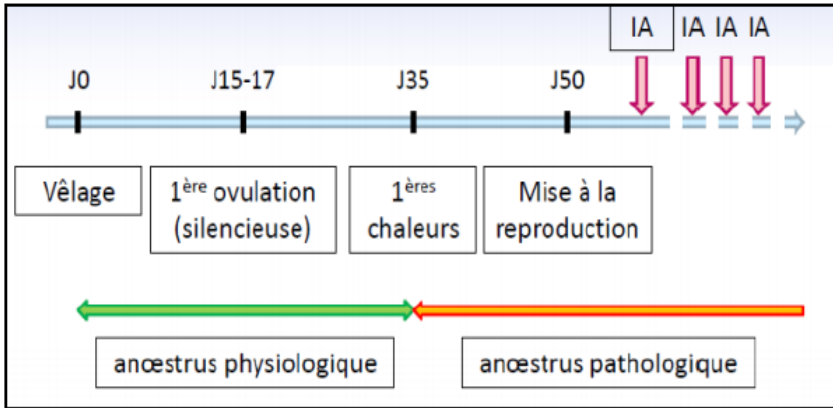 IA IA IA IA
J0 J15-17 J35 J50
Vêlage
1ère ovulation
(silencieuse)
1ères
chaleurs
Mise à la
reproduction
anœstrus physiologique
anœstrus pathologique